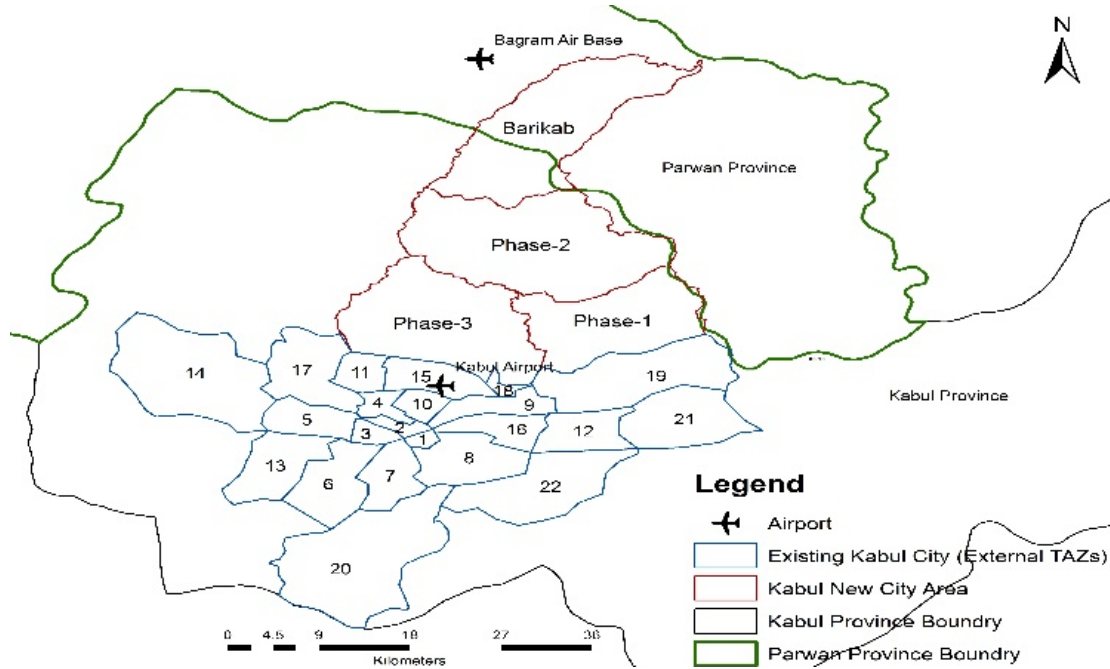 Bagram Air Base
N
Barikab
Parwan Province
Phase-2
Phase-3
Phase-1
Kabul Airport
14
17
11
15
18
19
Kabul Province
4
10
9
5
3
2
1
16
12
21
13
6
7
8
22
20
Legend
Airport
Existing Kabul City (External TAZs)
Kabul New City Area
Kabul Province Boundry
Parwan Province Boundry
0 4.5 9 18 27 36
Kilometers